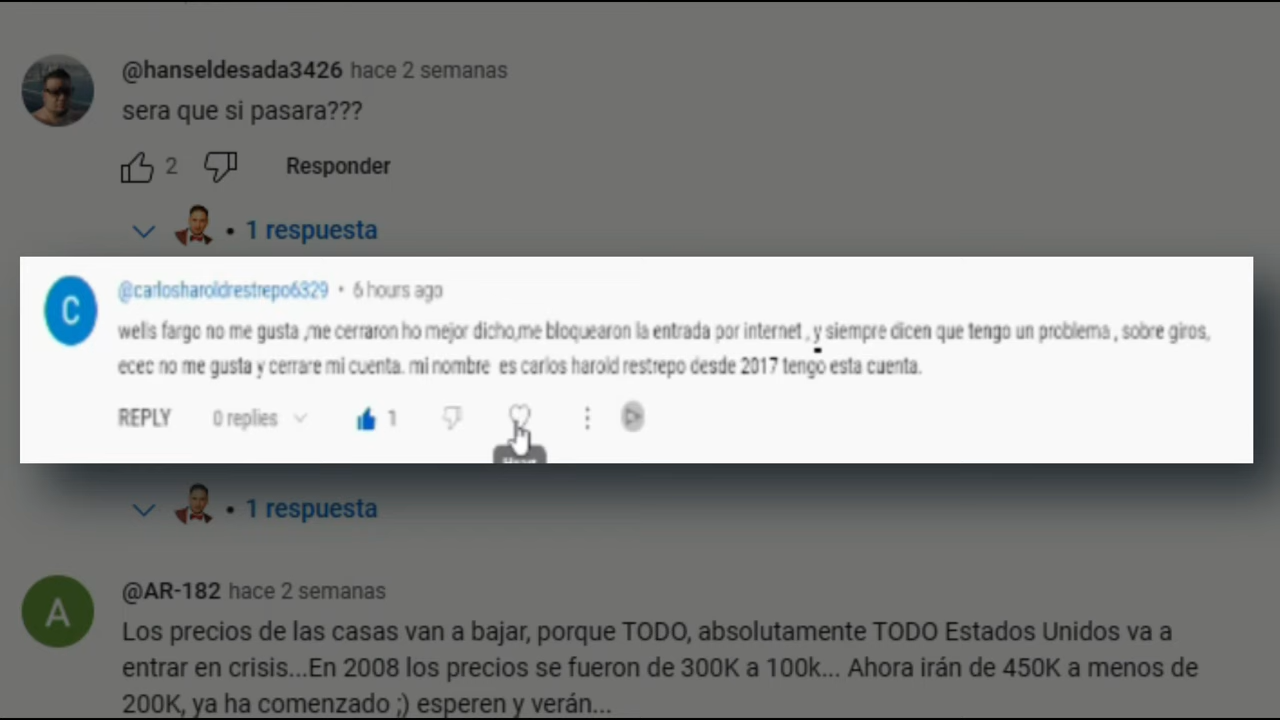 @hanseldesada3426 hace 2 semanas
sera que si pasara???
2 Responder
• 1 respuesta
C
@carlosharoldrestrepo6329 • 6 hours ago
wells fargo no me gusta ,me cerraron ho mejor dicho,me bloquearon la entrada por internet , y siempre dicen que tengo un problema , sobre giros,
ecec no me gusta y cerrare mi cuenta. mi nombre es carlos harold restrepo desde 2017 tengo esta cuenta.
REPLY 0 replies 1
• 1 respuesta
A
@AR-182 hace 2 semanas
Los precios de las casas van a bajar, porque TODO, absolutamente TODO Estados Unidos va a
entrar en crisis...En 2008 los precios se fueron de 300K a 100k... Ahora irán de 450K a menos de
200K, ya ha comenzado ;) esperen y verán...